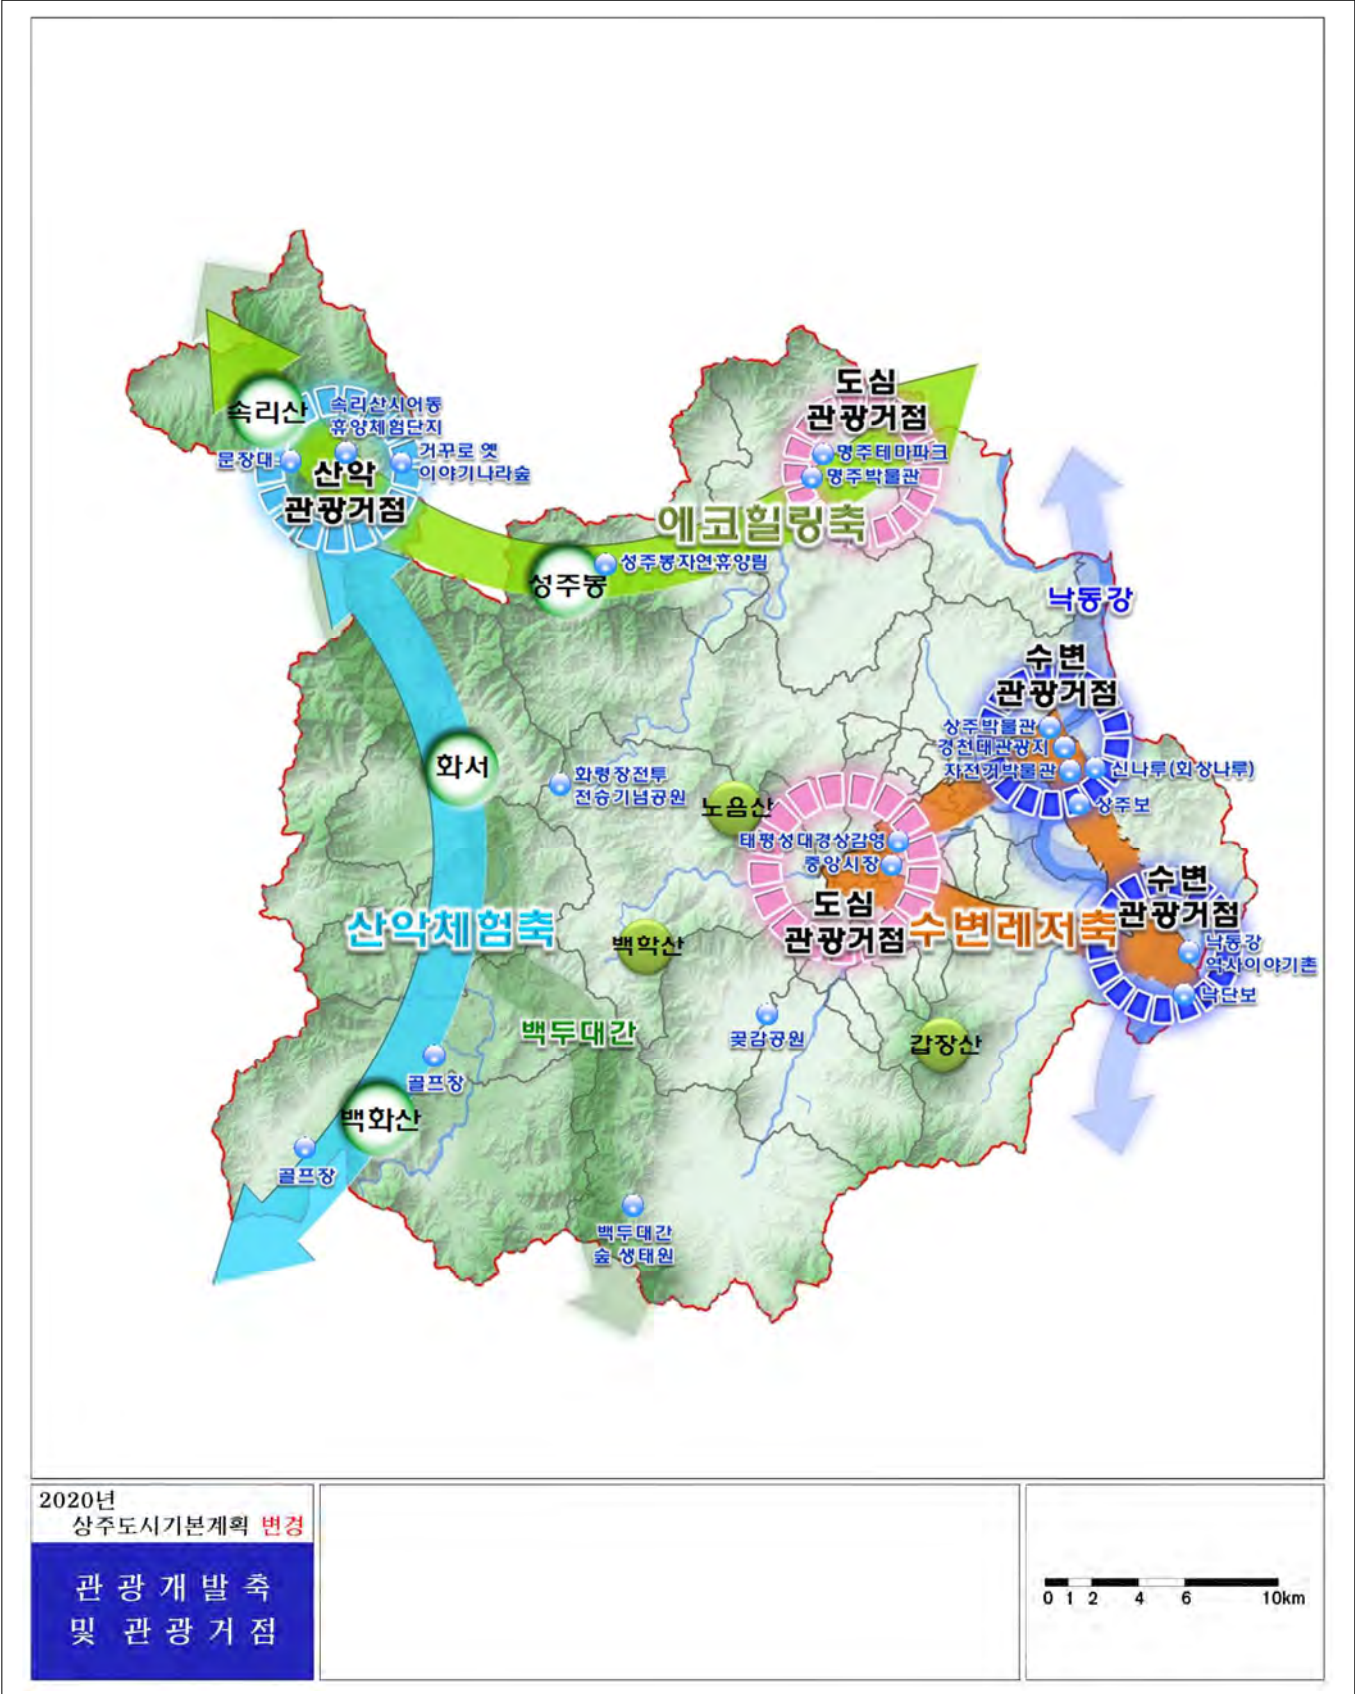 도심
관광거점
명주테마파크
명주박물관
속리산
속리산시어동
휴양체험단지
거꾸로 옛
이야기나라숲
문장대
산악
관광거점
에코힐링축
성주봉자연휴양림
성주봉
낙동강
수변
관광거점
상주박물관
경천대관광지
자전거박물관
신나루(회상나루)
상주보
화서
화령장전투
전승기념공원
노음산
태평성대경상감영
중앙시장
도심
관광거점
수변레저축
수변
관광거점
낙동강
역사이야기촌
낙단보
산악체험축
백학산
백두대간
곶감공원
갑장산
골프장
백화산
골프장
백두대간
숲 생태원
2020년
상주도시기본계획 변경
관광개발축
및 관광거점
0 1 2 4 6 10km